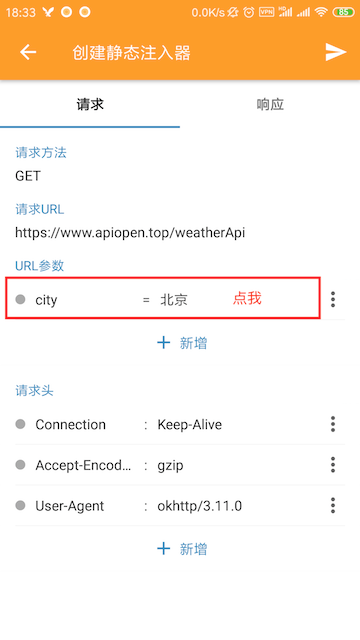 18:33 0.0K/s VPN 85
创建静态注入器
请求 响应
请求方法
GET
请求URL
https://www.apiopen.top/weatherApi
URL参数
city = 北京 点我
+ 新增
请求头
Connection : Keep-Alive
Accept-Encod... : gzip
User-Agent : okhttp/3.11.0
+ 新增